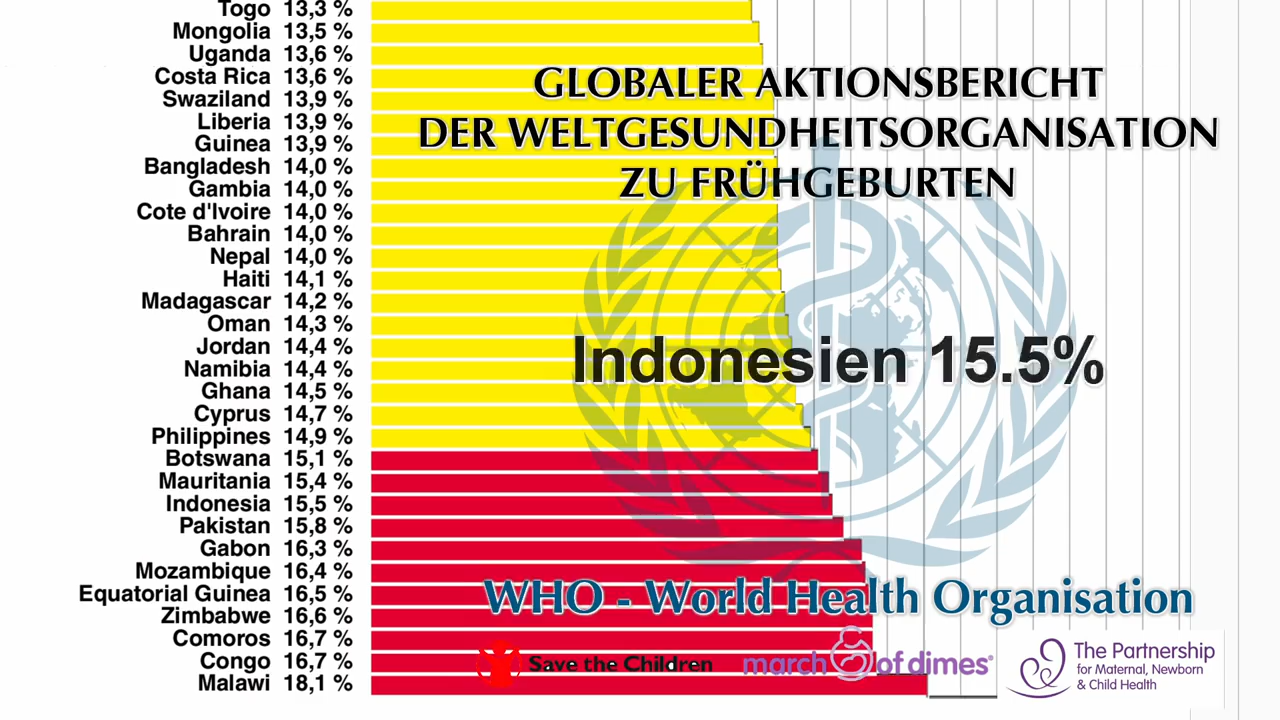 Togo 13,3 %
Mongolia 13,5 %
Uganda 13,6 %
Costa Rica 13,6 %
Swaziland 13,9 %
Liberia 13,9 %
Guinea 13,9 %
Bangladesh 14,0 %
Gambia 14,0 %
Cote d'Ivoire 14,0 %
Bahrain 14,0 %
Nepal 14,0 %
Haiti 14,1 %
Madagascar 14,2 %
Oman 14,3 %
Jordan 14,4 %
Namibia 14,4 %
Ghana 14,5 %
Cyprus 14,7 %
Philippines 14,9 %
Botswana 15,1 %
Mauritania 15,4 %
Indonesia 15,5 %
Pakistan 15,8 %
Gabon 16,3 %
Mozambique 16,4 %
Equatorial Guinea 16,5 %
Zimbabwe 16,6 %
Comoros 16,7 %
Congo 16,7 %
Malawi 18,1 %
GLOBALER AKTIONSBERICHT
DER WELTGESUNDHEITSORGANISATION
ZU FRÜHGEBURTEN
Indonesien 15.5%
WHO - World Health Organisation
Save the Children
march of dimes®
The Partnership
for Maternal, Newborn
& Child Health